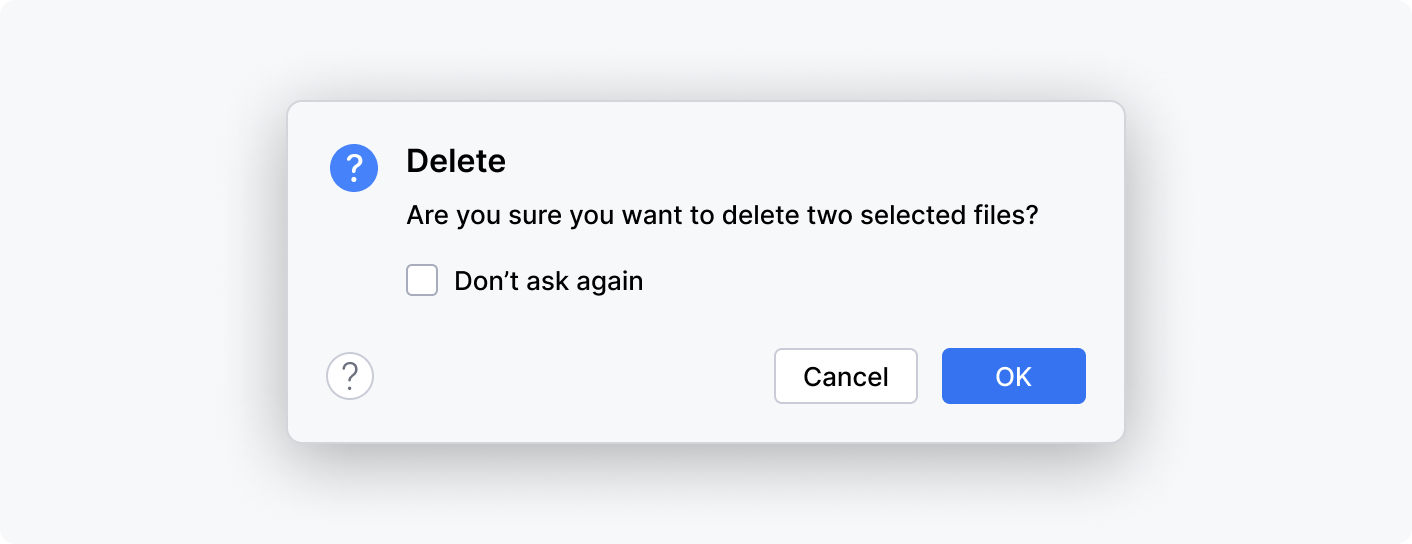 ?
Delete
Are you sure you want to delete two selected files?
Don’t ask again
?
Cancel
OK